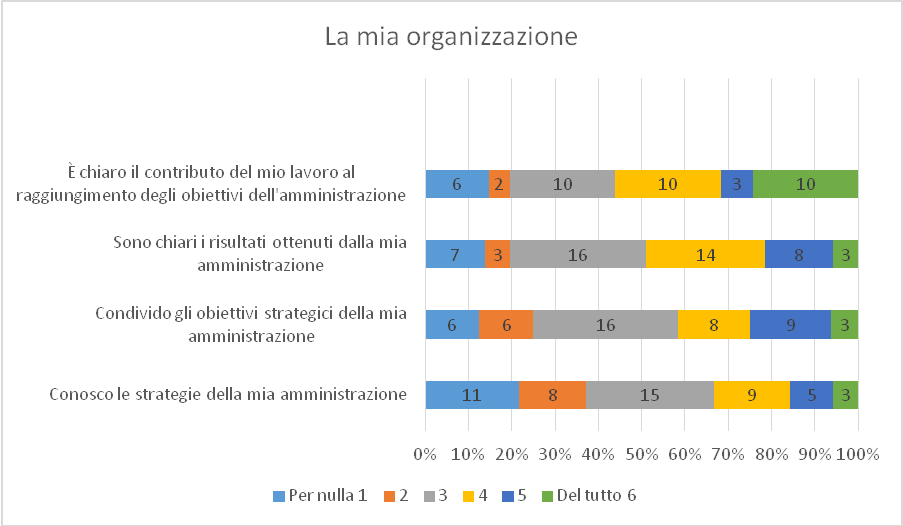 La mia organizzazione
È chiaro il contributo del mio lavoro al
raggiungimento degli obiettivi dell'amministrazione
6 2 10 10 3 10
Sono chiari i risultati ottenuti dalla mia
amministrazione
7 3 16 14 8 3
Condivido gli obiettivi strategici della mia
amministrazione
6 6 16 8 9 3
Conosco le strategie della mia amministrazione
11 8 15 9 5 3
0% 10% 20% 30% 40% 50% 60% 70% 80% 90% 100%
Per nulla 1 2 3 4 5 Del tutto 6